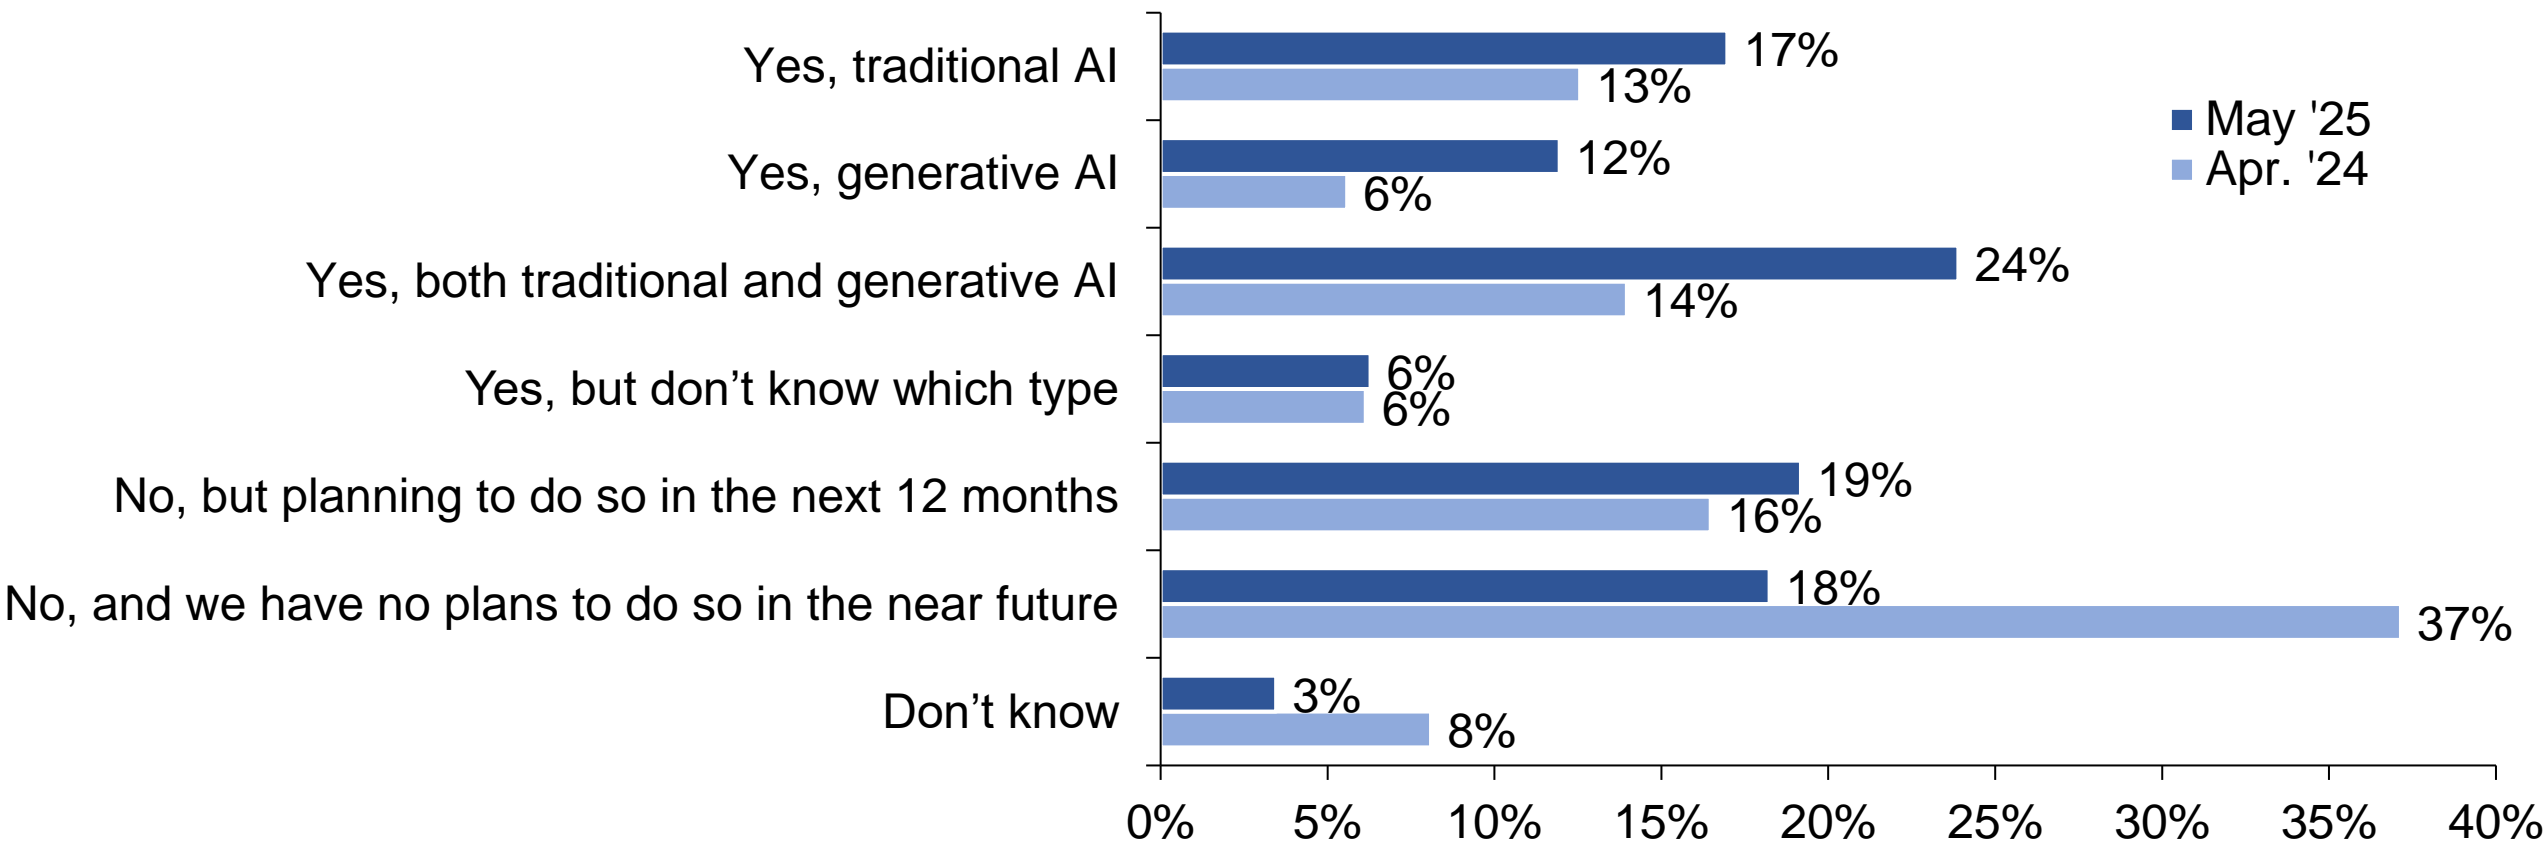 Yes, traditional AI
17%
13%
May '25
Apr. '24
Yes, generative AI
12%
6%
Yes, both traditional and generative AI
24%
14%
Yes, but don’t know which type
6%
6%
No, but planning to do so in the next 12 months
19%
16%
No, and we have no plans to do so in the near future
18%
37%
Don’t know
3%
8%
0% 5% 10% 15% 20% 25% 30% 35% 40%